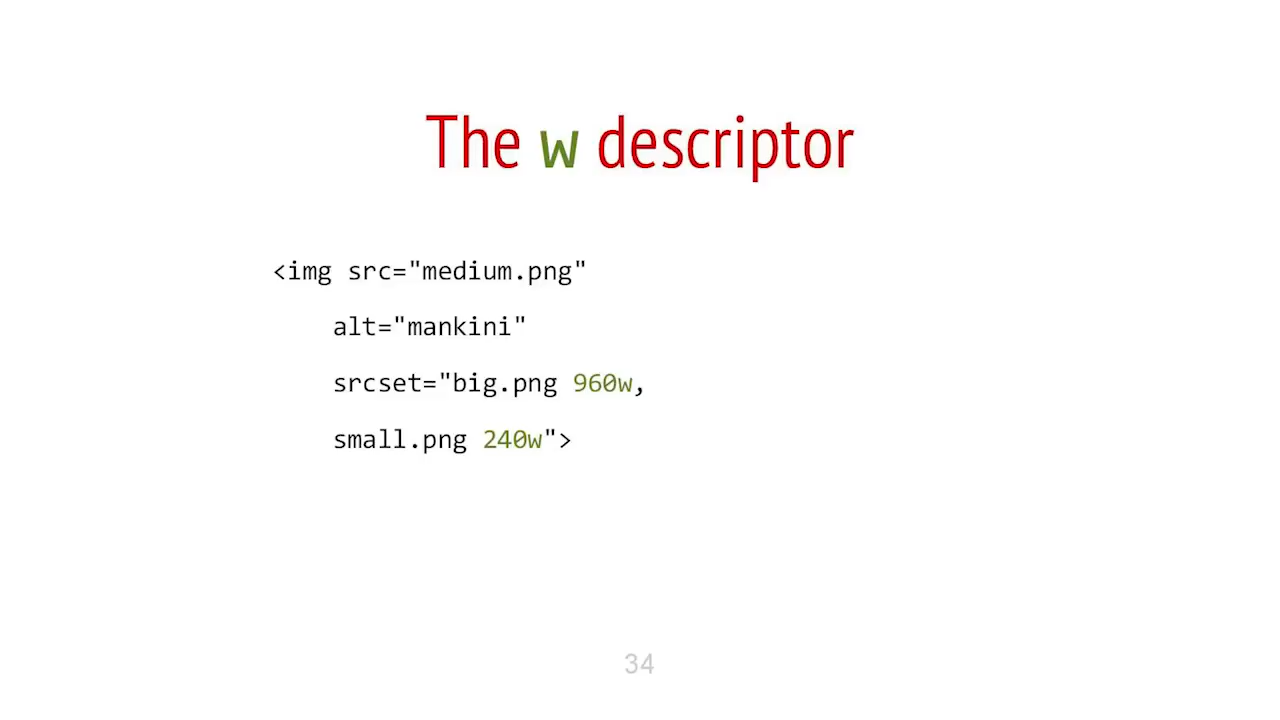 The w descriptor
<img src="medium.png"
alt="mankini"
srcset="big.png 960w,
small.png 240w">
34